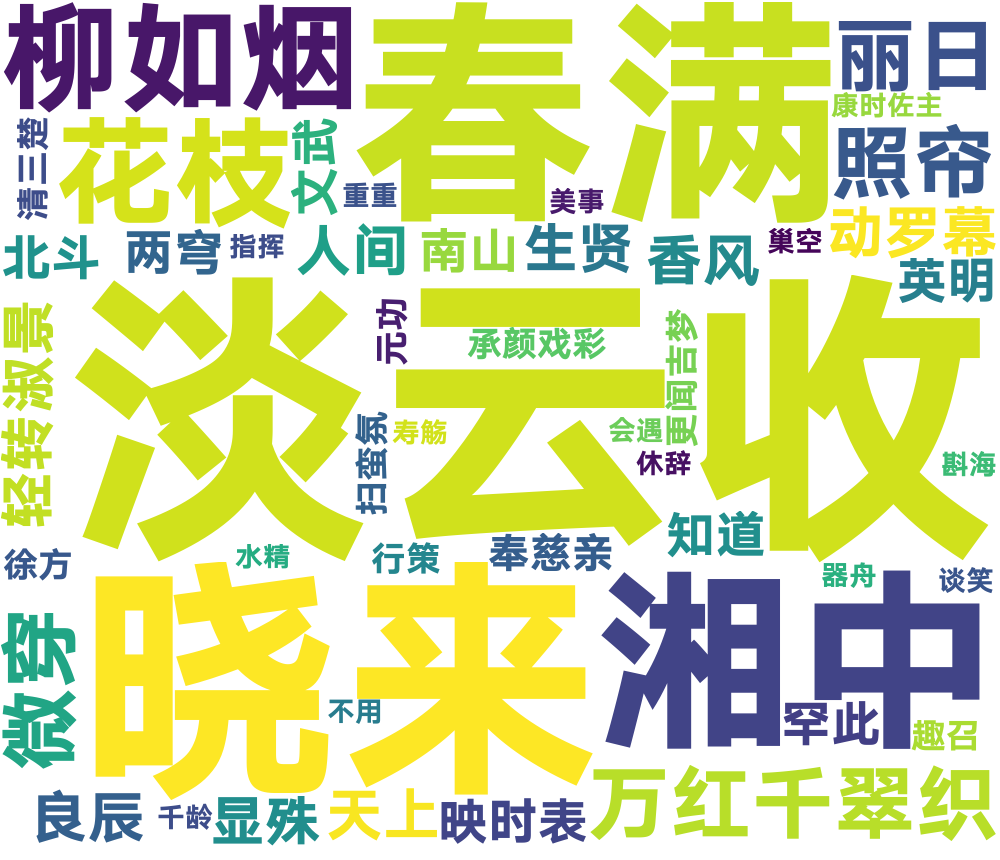 柳如烟
春满
丽日
康时佐主
清三楚
花枝
文武
重重
美事
照帘
北斗
两穹
指挥
人间
南山
生贤
香风
巢空
动罗幕
英明
轻转淑景
淡云收
元功
承颜戏彩
更闻吉梦
扫蛮氛
寿觞
会遇
休辞
斟海
徐方
水精
行策
奉慈亲
知道
器舟
谈笑
微穿
晓来
湘中
不用
罕此
趣召
良辰
千龄
显殊
天上
映时表
万红千翠织